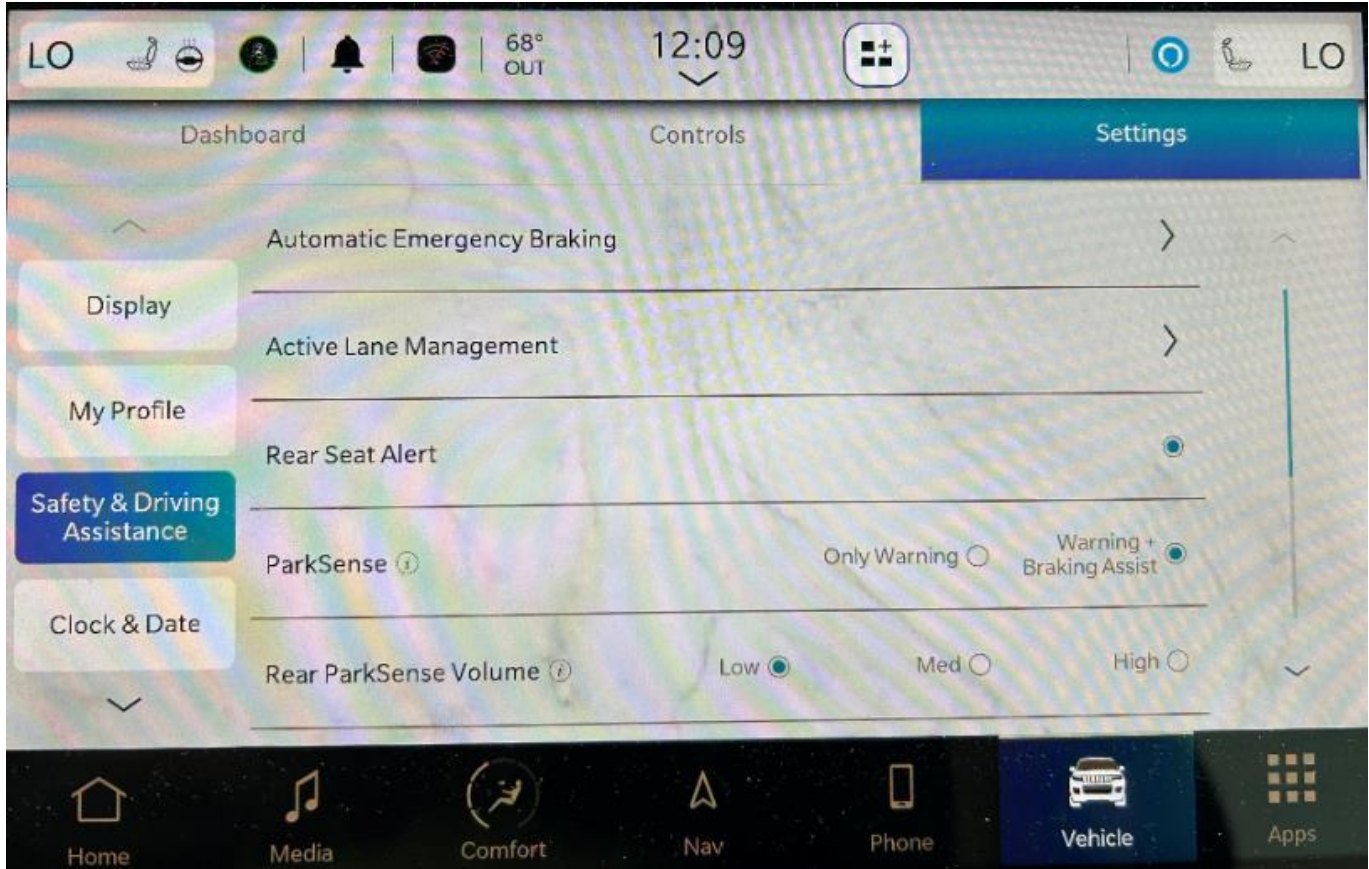 LO
68°
OUT
12:09
LO
Dashboard
Controls
Settings
Display
My Profile
Safety & Driving
Assistance
Clock & Date
Automatic Emergency Braking
Active Lane Management
Rear Seat Alert
ParkSense
Only Warning
Warning +
Braking Assist
Rear ParkSense Volume
Low
Med
High
Home
Media
Comfort
Nav
Phone
Vehicle
Apps